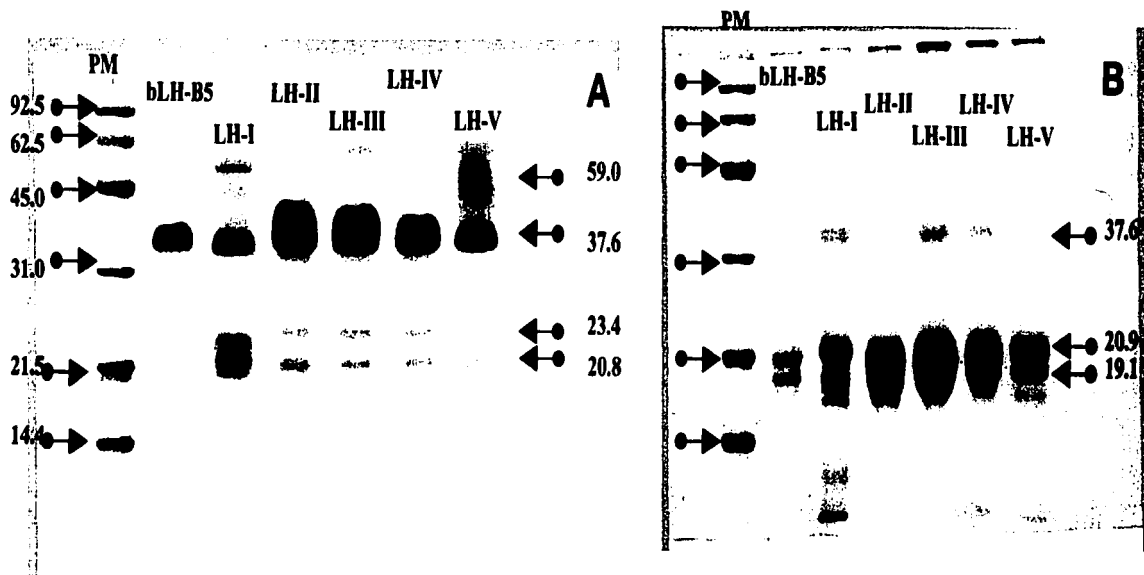 PM
bLH-B5
LH-I
LH-II
LH-III
LH-IV
LH-V
A
92.5
62.5
45.0
31.0
21.5
14.4
59.0
37.6
23.4
20.8
PM
bLH-B5
LH-I
LH-II
LH-III
LH-IV
LH-V
B
37.6
20.9
19.1